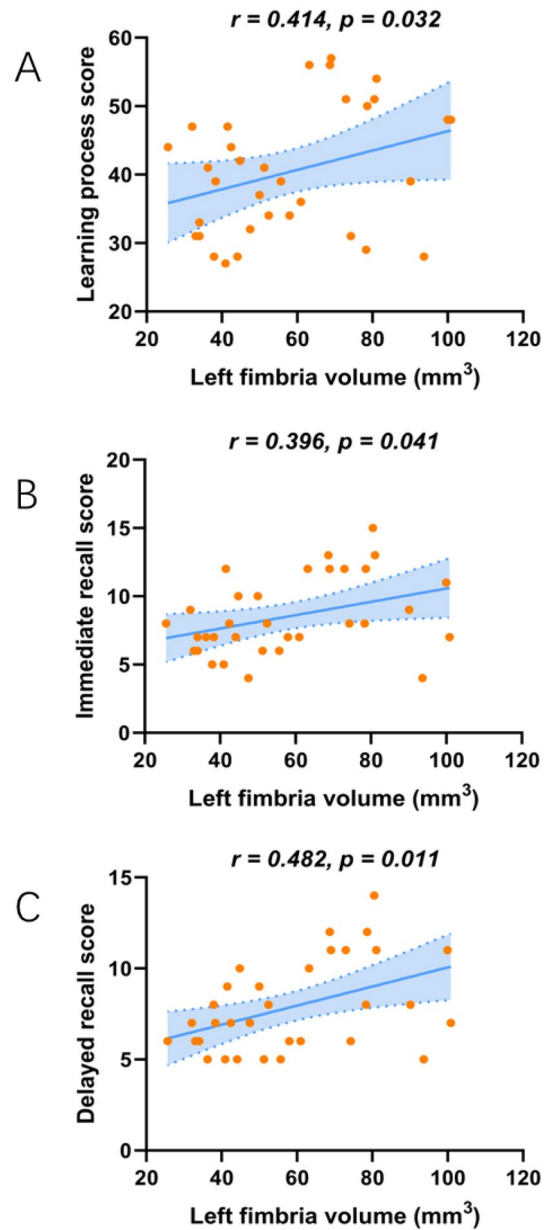 r = 0.414, p = 0.032
A
Learning process score
60
50
40
30
20
20 40 60 80 100 120
Left fimbria volume (mm³)
r = 0.396, p = 0.041
B
Immediate recall score
20
15
10
5
0
20 40 60 80 100 120
Left fimbria volume (mm³)
r = 0.482, p = 0.011
C
Delayed recall score
15
10
5
0
20 40 60 80 100 120
Left fimbria volume (mm³)